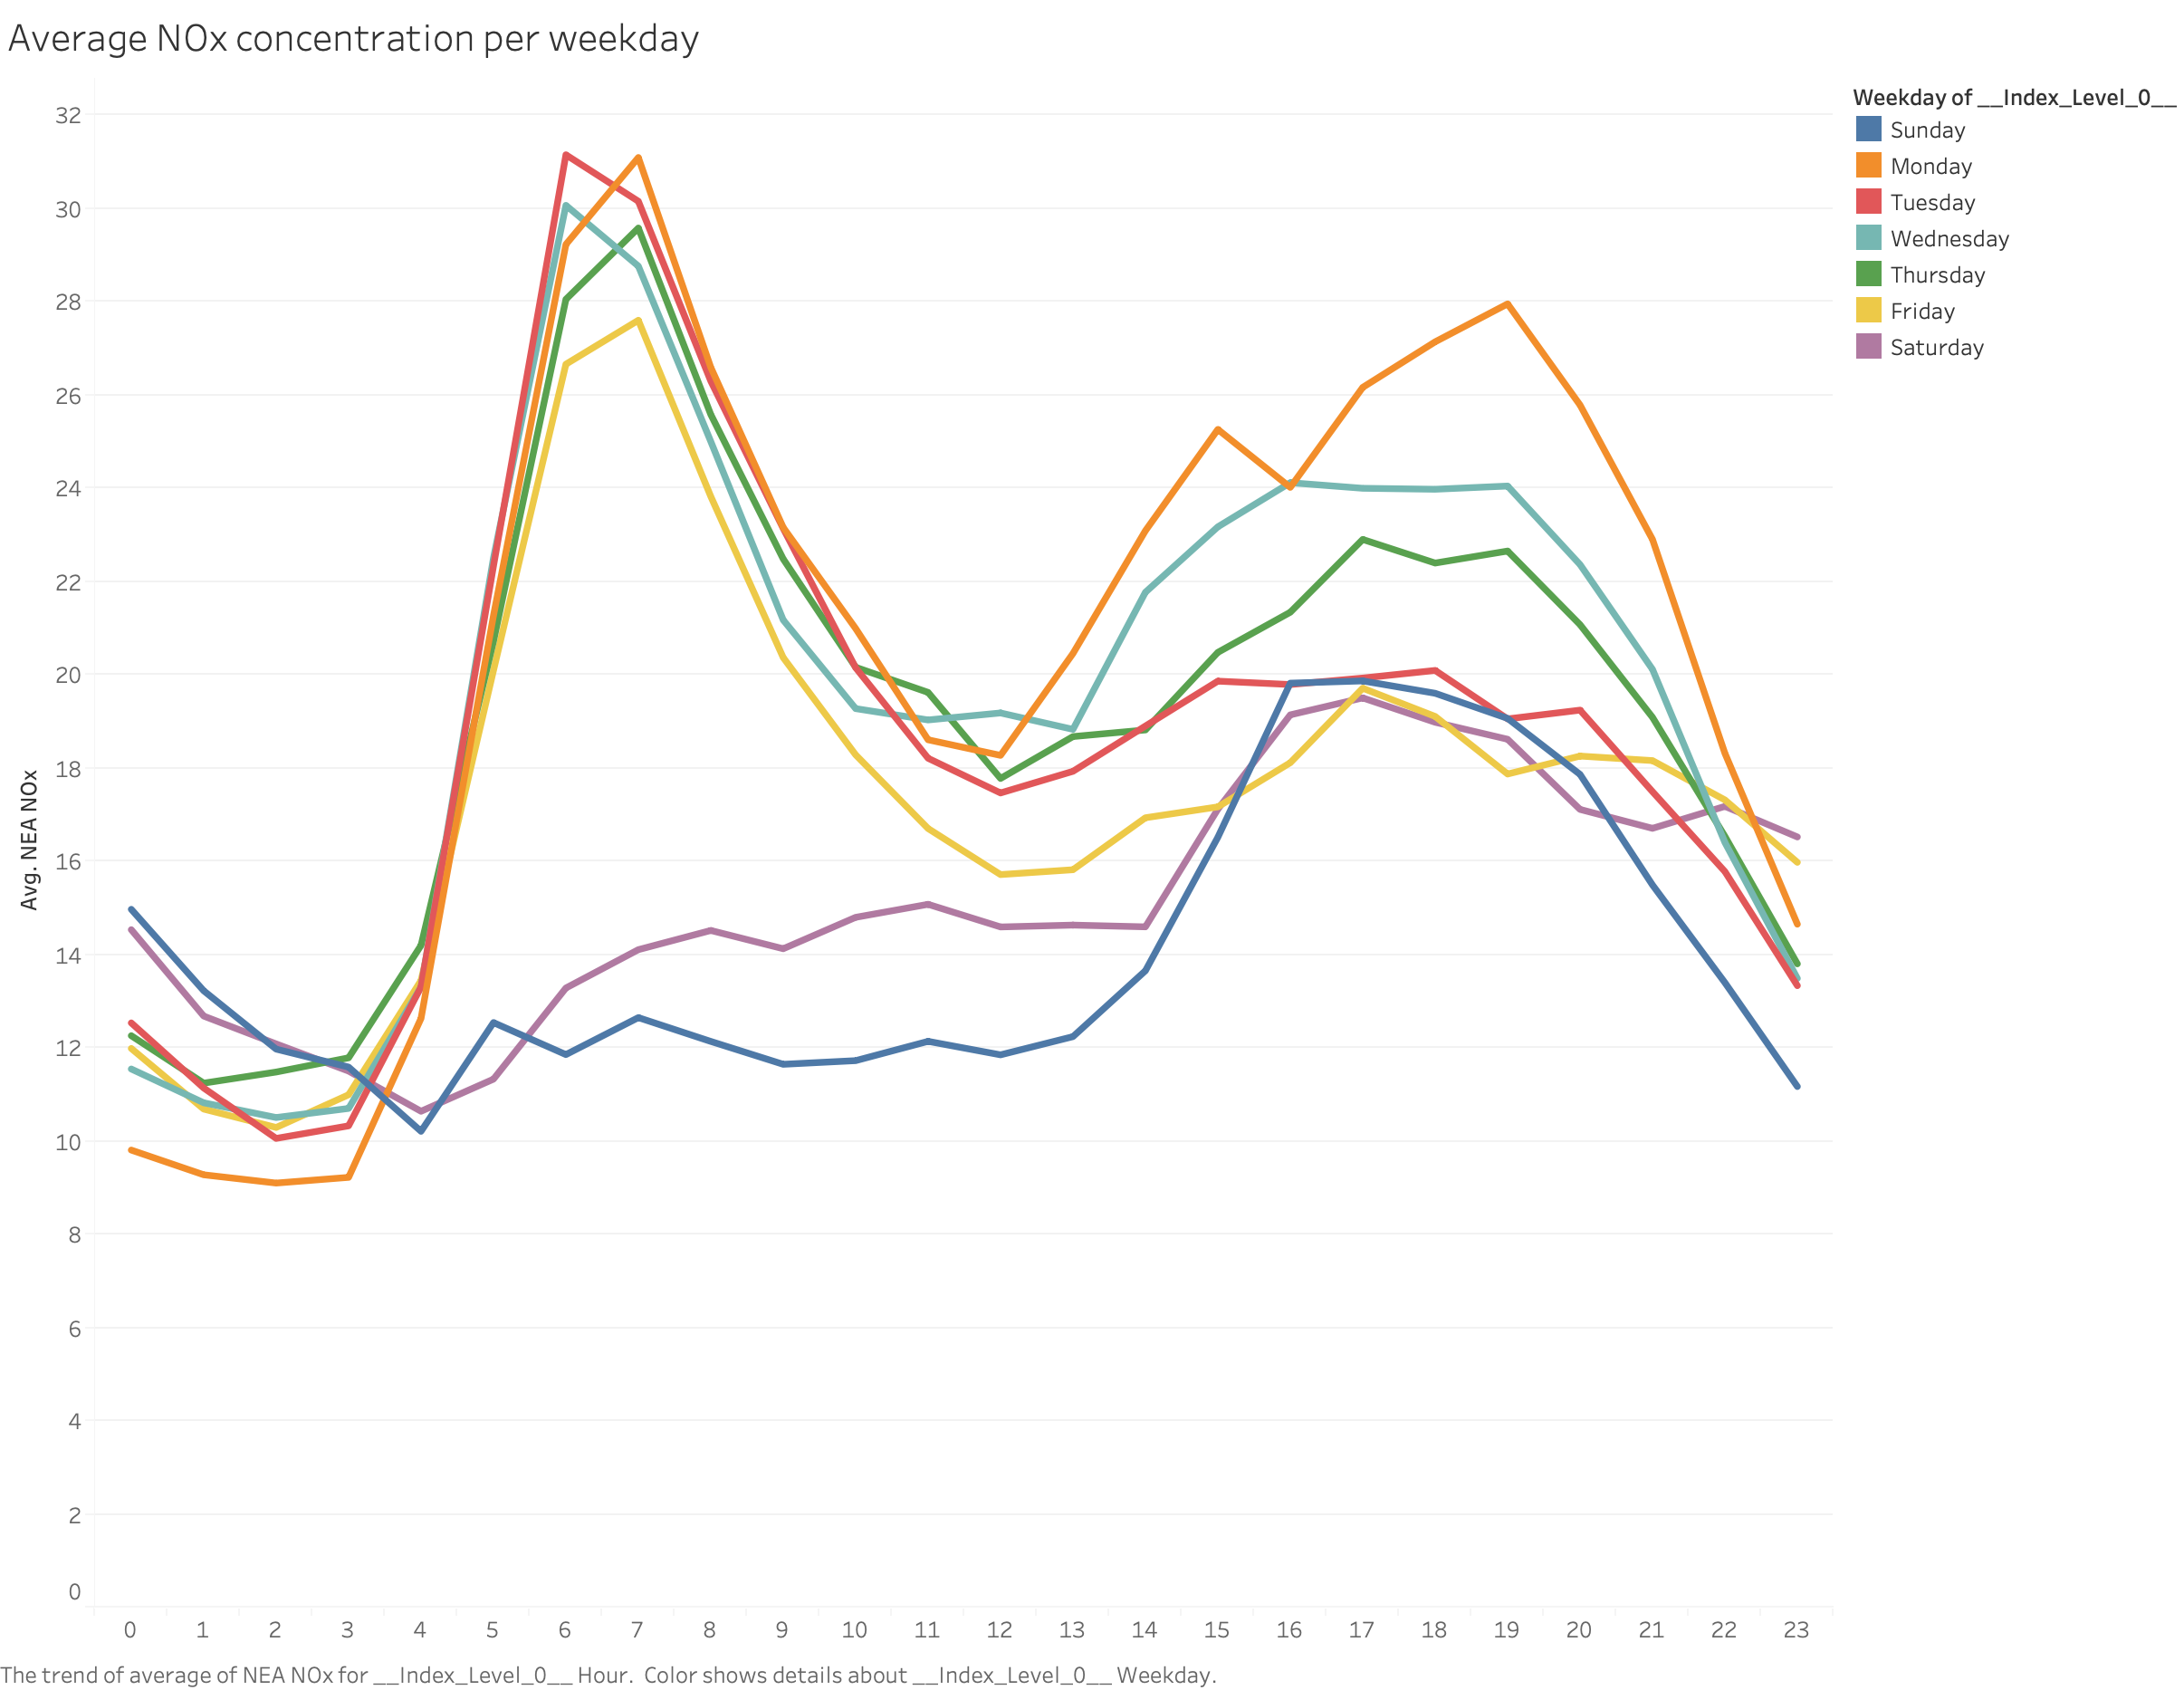 Average NOx concentration per weekday
Weekday of __Index_Level_0__
Sunday
Monday
Tuesday
Wednesday
Thursday
Friday
Saturday
Avg. NEA NOx
32
30
28
26
24
22
20
18
16
14
12
10
8
6
4
2
0
0 1 2 3 4 5 6 7 8 9 10 11 12 13 14 15 16 17 18 19 20 21 22 23
The trend of average of NEA NOx for __Index_Level_0__ Hour. Color shows details about __Index_Level_0__ Weekday.